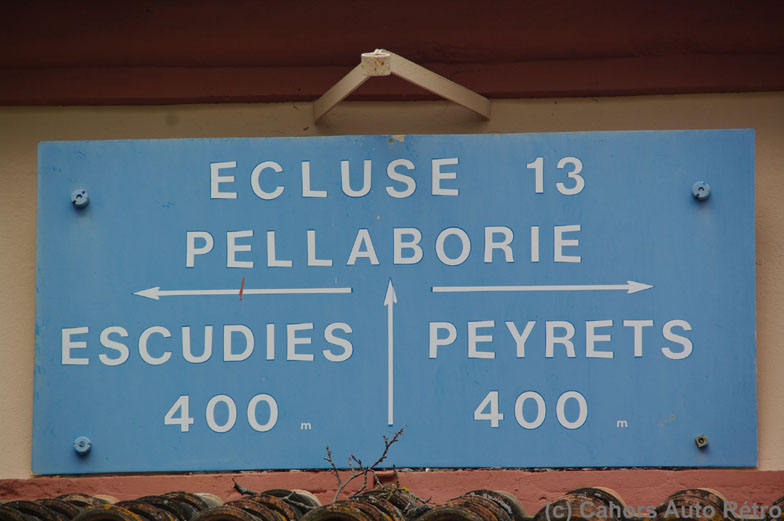 ECLUSE 13
PELLABORIE
ESCUDIES PEYRETS
400 m 400 m
(c) Cahors Auto Rétro